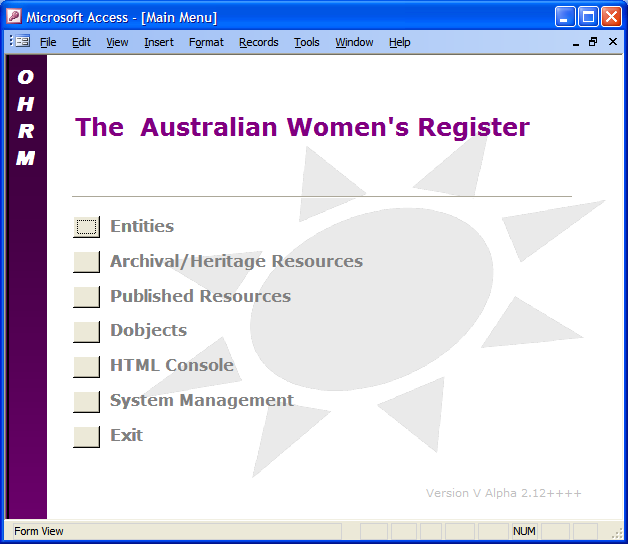 Microsoft Access - [Main Menu]
File Edit View Insert Format Records Tools Window Help
O
H
R
M
The Australian Women's Register
Entities
Archival/Heritage Resources
Published Resources
Dobjects
HTML Console
System Management
Exit
Version V Alpha 2.12++++
Form View NUM